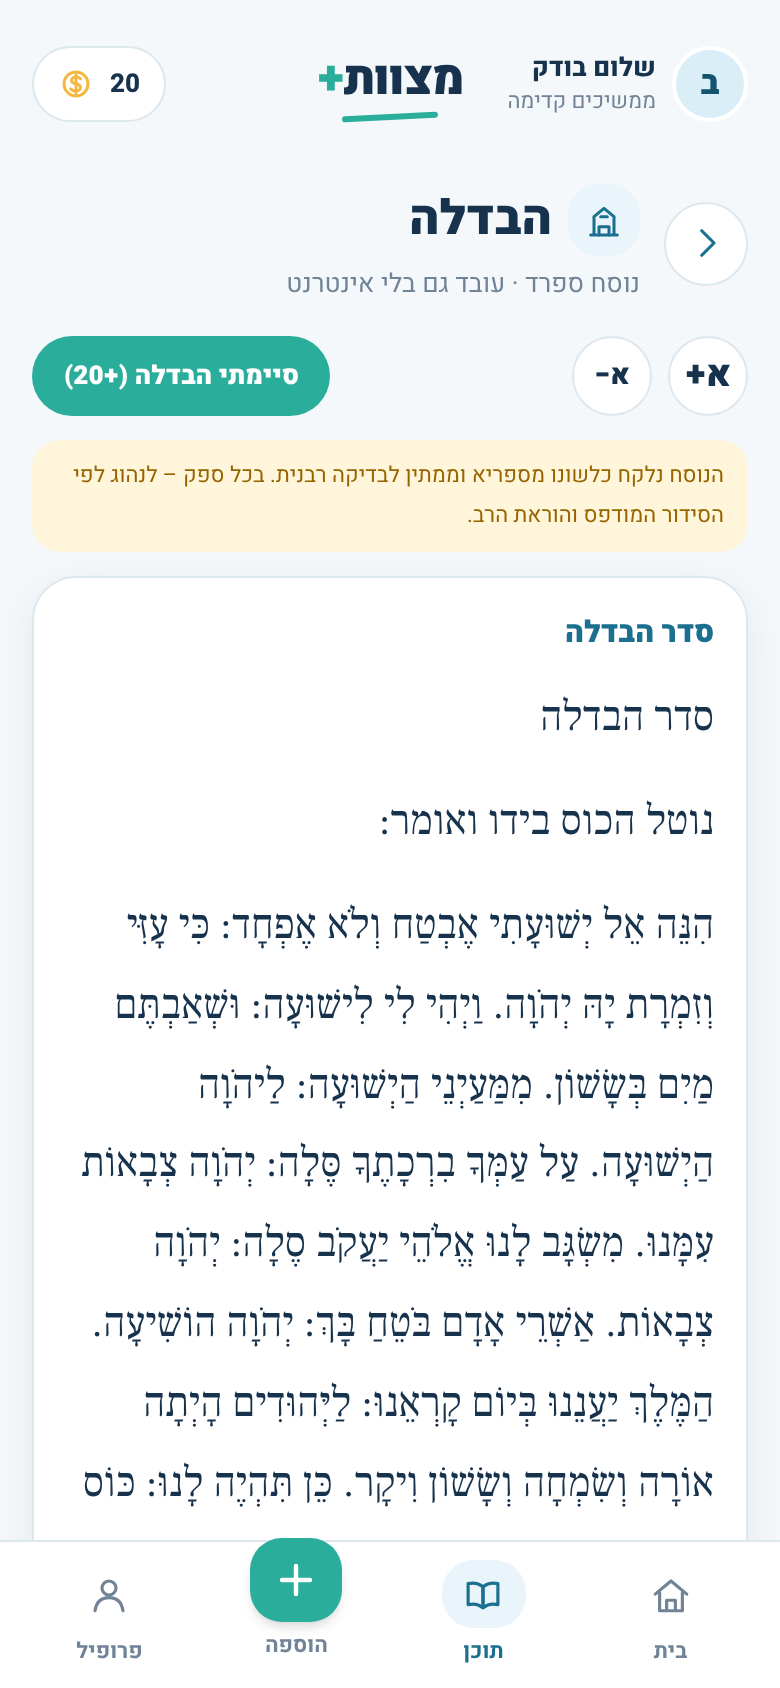 ב
שלום בודק
ממשיכים קדימה
מצוות+
20
הבדלה
נוסח ספרד · עובד גם בלי אינטרנט
א+
א−
סיימתי הבדלה (+20)
הנוסח נלקח כלשונו מספריא וממתין לבדיקה רבנית. בכל ספק – לנהוג לפי
הסידור המודפס והוראת הרב.
סדר הבדלה
סדר הבדלה
נוטל הכוס בידו ואומר:
הִנֵּה אֵל יְשׁוּעָתִי אֶבְטַח וְלֹא אֶפְחָד: כִּי עָזִּי
וְזִמְרָת יָהּ יְהֹוָה. וַיְהִי לִי לִישׁוּעָה: וּשְׁאַבְתֶּם
מַיִם בְּשָׂשׂוֹן. מִמַּעַיְנֵי הַיְשׁוּעָה: לַיהֹוָה
הַיְשׁוּעָה. עַל עַמְּךָ בִרְכָתֶךָ סֶּלָה: יְהֹוָה צְבָאוֹת
עִמָּנוּ. מִשְׂגָּב לָנוּ אֱלֹהֵי יַעֲקֹב סֶלָה: יְהֹוָה
צְבָאוֹת. אַשְׁרֵי אָדָם בֹּטֵחַ בָּךְ: יְהֹוָה הוֹשִׁיעָה.
הַמֶּלֶךְ יַעֲנֵנוּ בְּיוֹם קָרְאֵנוּ: לַיְּהוּדִים הָיְתָה
אוֹרָה וְשִׂמְחָה וְשָׂשׂוֹן וִיקָר. כֵּן תִּהְיֶה לָנוּ: כּוֹס
בית
תוכן
הוספה
פרופיל